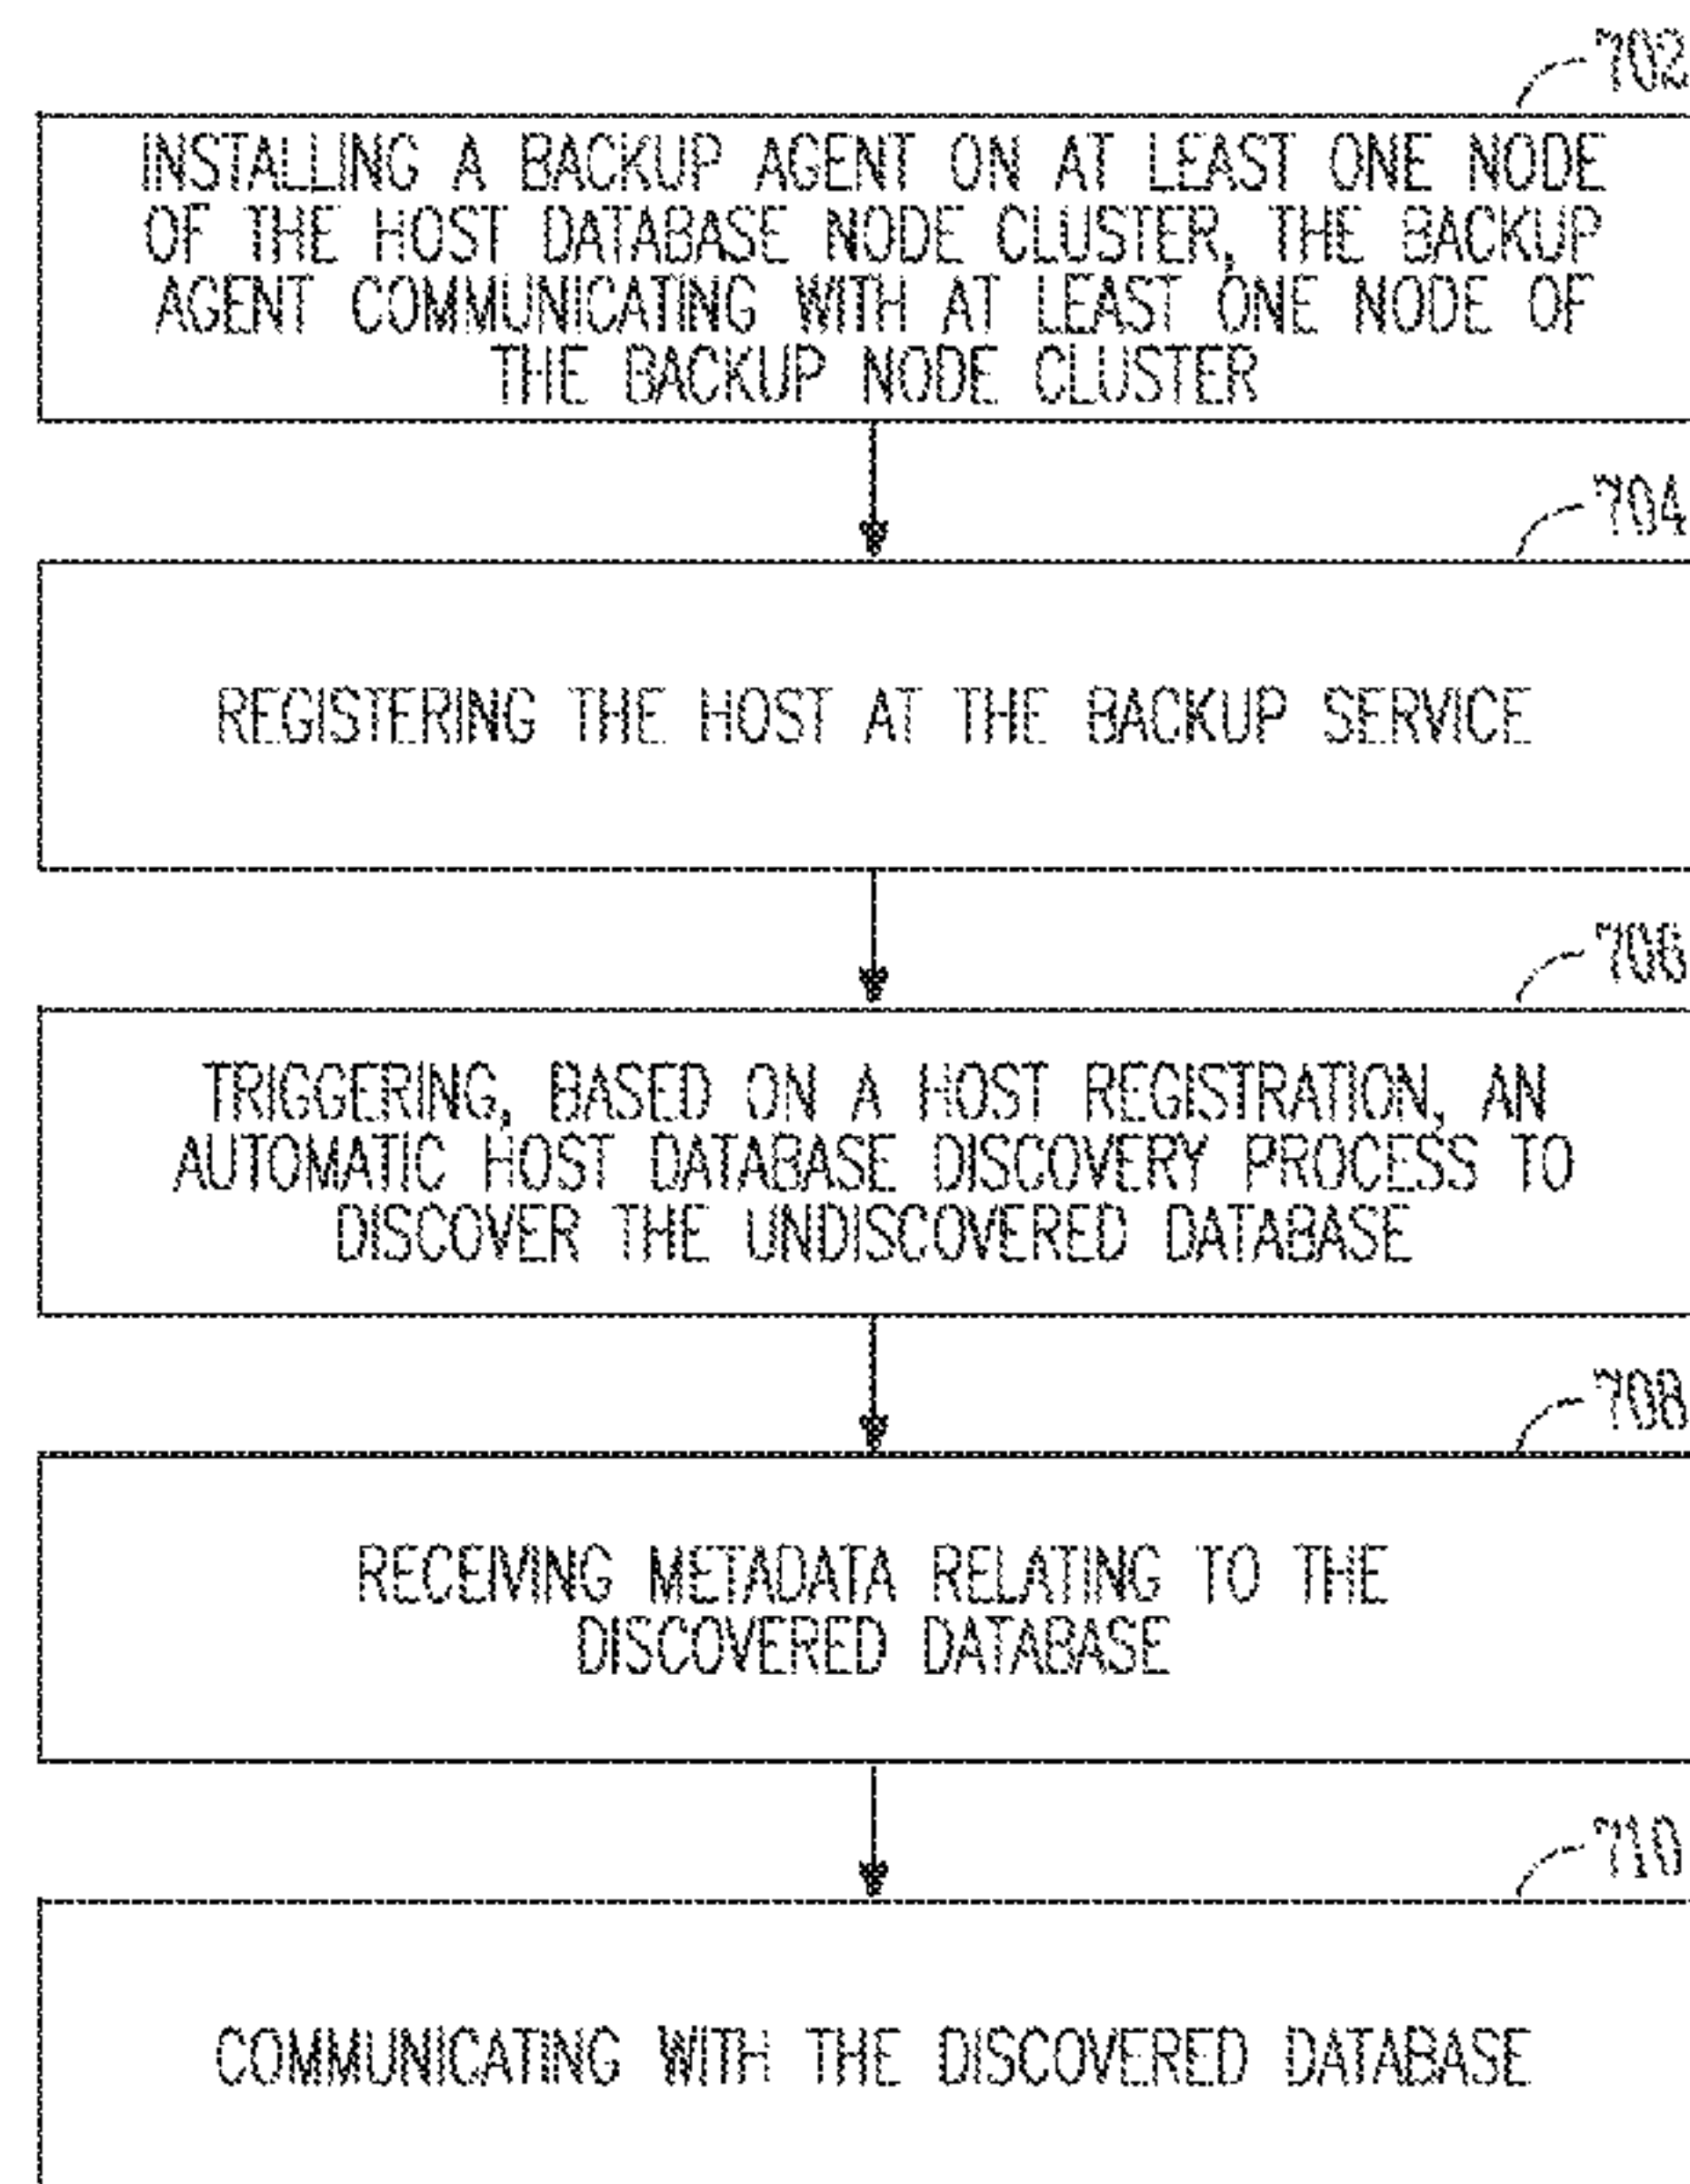 702
INSTALLING A BACKUP AGENT ON AT LEAST ONE NODE
OF THE HOST DATABASE NODE CLUSTER, THE BACKUP
AGENT COMMUNICATING WITH AT LEAST ONE NODE OF
THE BACKUP NODE CLUSTER
704
REGISTERING THE HOST AT THE BACKUP SERVICE
706
TRIGGERING, BASED ON A HOST REGISTRATION, AN
AUTOMATIC HOST DATABASE DISCOVERY PROCESS TO
DISCOVER THE UNDISCOVERED DATABASE
708
RECEIVING METADATA RELATING TO THE
DISCOVERED DATABASE
710
COMMUNICATING WITH THE DISCOVERED DATABASE